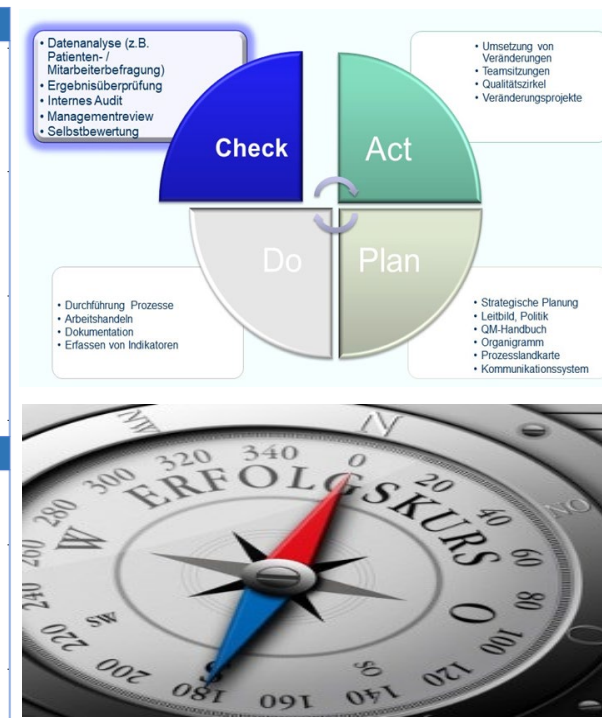 • Datenanalyse (z.B.
Patienten- /
Mitarbeiterbefragung)
• Ergebnisüberprüfung
• Internes Audit
• Managementreview
• Selbstbewertung
• Umsetzung von
Veränderungen
• Teamsitzungen
• Qualitätszirkel
• Veränderungsprojekte
Check
Act
Do
Plan
• Durchführung Prozesse
• Arbeitshandeln
• Dokumentation
• Erfassen von Indikatoren
• Strategische Planung
• Leitbild, Politik
• QM-Handbuch
• Organigramm
• Prozesslandkarte
• Kommunikationssystem
NW
N
NO
O
280 300 320 340 0 20 40 60 80 100 120 140 160 180 200 220 240 260
ERFOLGSKURS
W
O
SW
SO
S